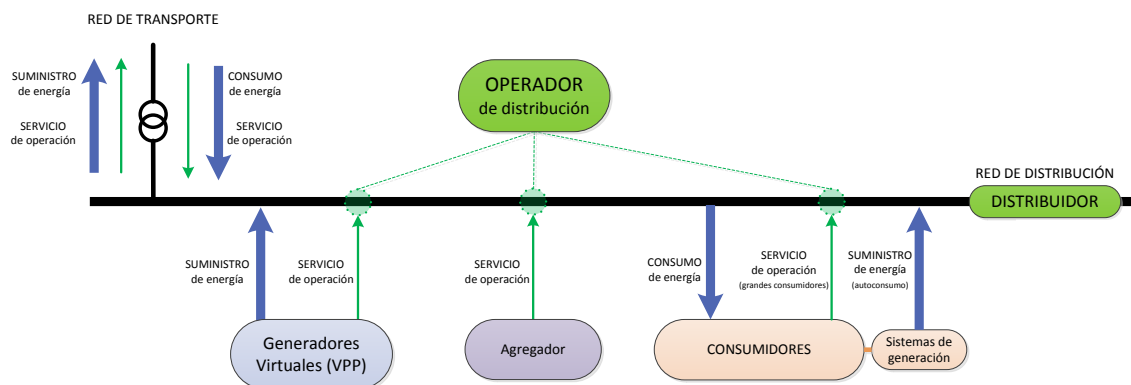 RED DE TRANSPORTE
SUMINISTRO
de energía
SERVICIO
de operación
CONSUMO
de energía
SERVICIO
de operación
OPERADOR
de distribución
RED DE DISTRIBUCIÓN
DISTRIBUIDOR
SUMINISTRO
de energía
SERVICIO
de operación
SERVICIO
de operación
CONSUMO
de energía
SERVICIO
de operación
(grandes consumidores)
SUMINISTRO
de energía
(autoconsumo)
Generadores
Virtuales (VPP)
Agregador
CONSUMIDORES
Sistemas de
generación